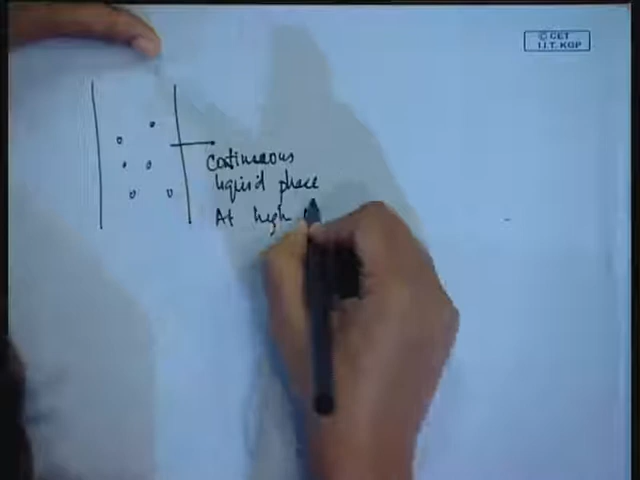 © CET
I.I.T. KGP
continuous
liquid phase
At high